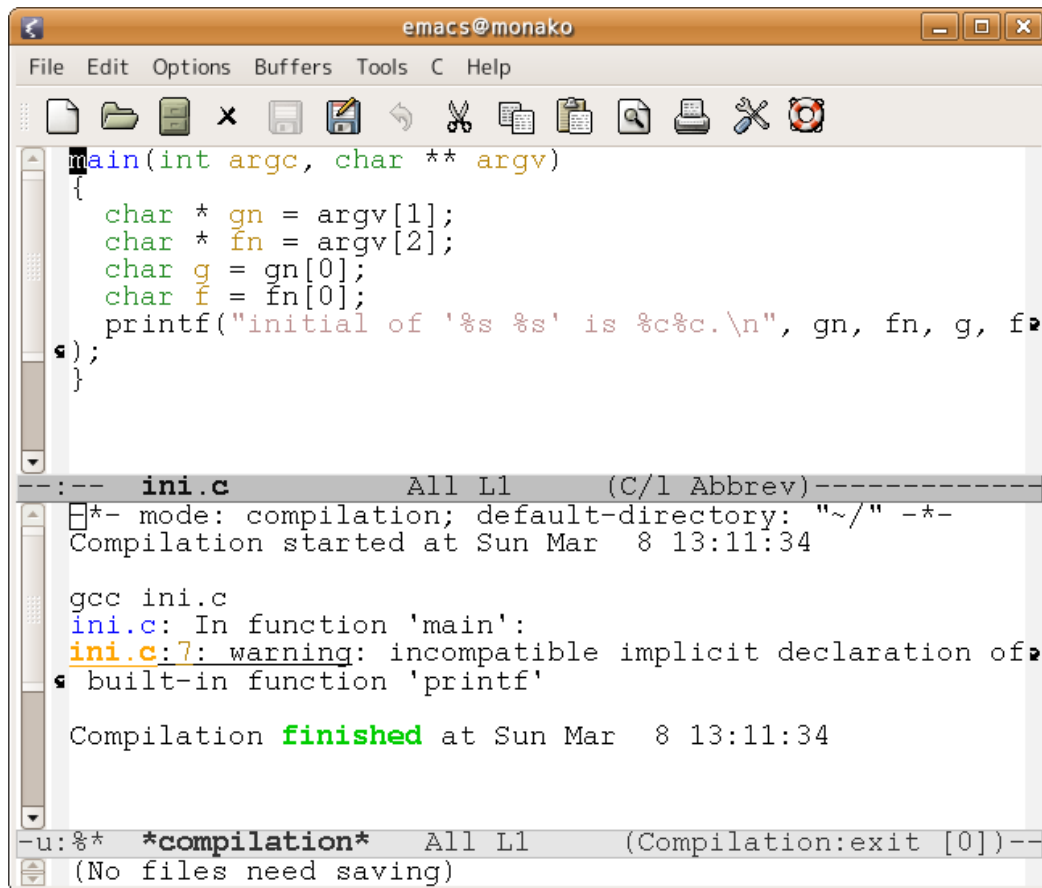 emacs@monako
File Edit Options Buffers Tools C Help
main(int argc, char ** argv)
{
  char * gn = argv[1];
  char * fn = argv[2];
  char g = gn[0];
  char f = fn[0];
  printf("initial of '%s %s' is %c%c.\n", gn, fn, g, f
);
}
--:--  ini.c          All L1     (C/l Abbrev)-------------
-*- mode: compilation; default-directory: "~/" -*-
Compilation started at Sun Mar  8 13:11:34

gcc ini.c
ini.c: In function 'main':
ini.c:7: warning: incompatible implicit declaration of
 built-in function 'printf'

Compilation finished at Sun Mar  8 13:11:34
-u:%*  *compilation*   All L1     (Compilation:exit [0])--
(No files need saving)